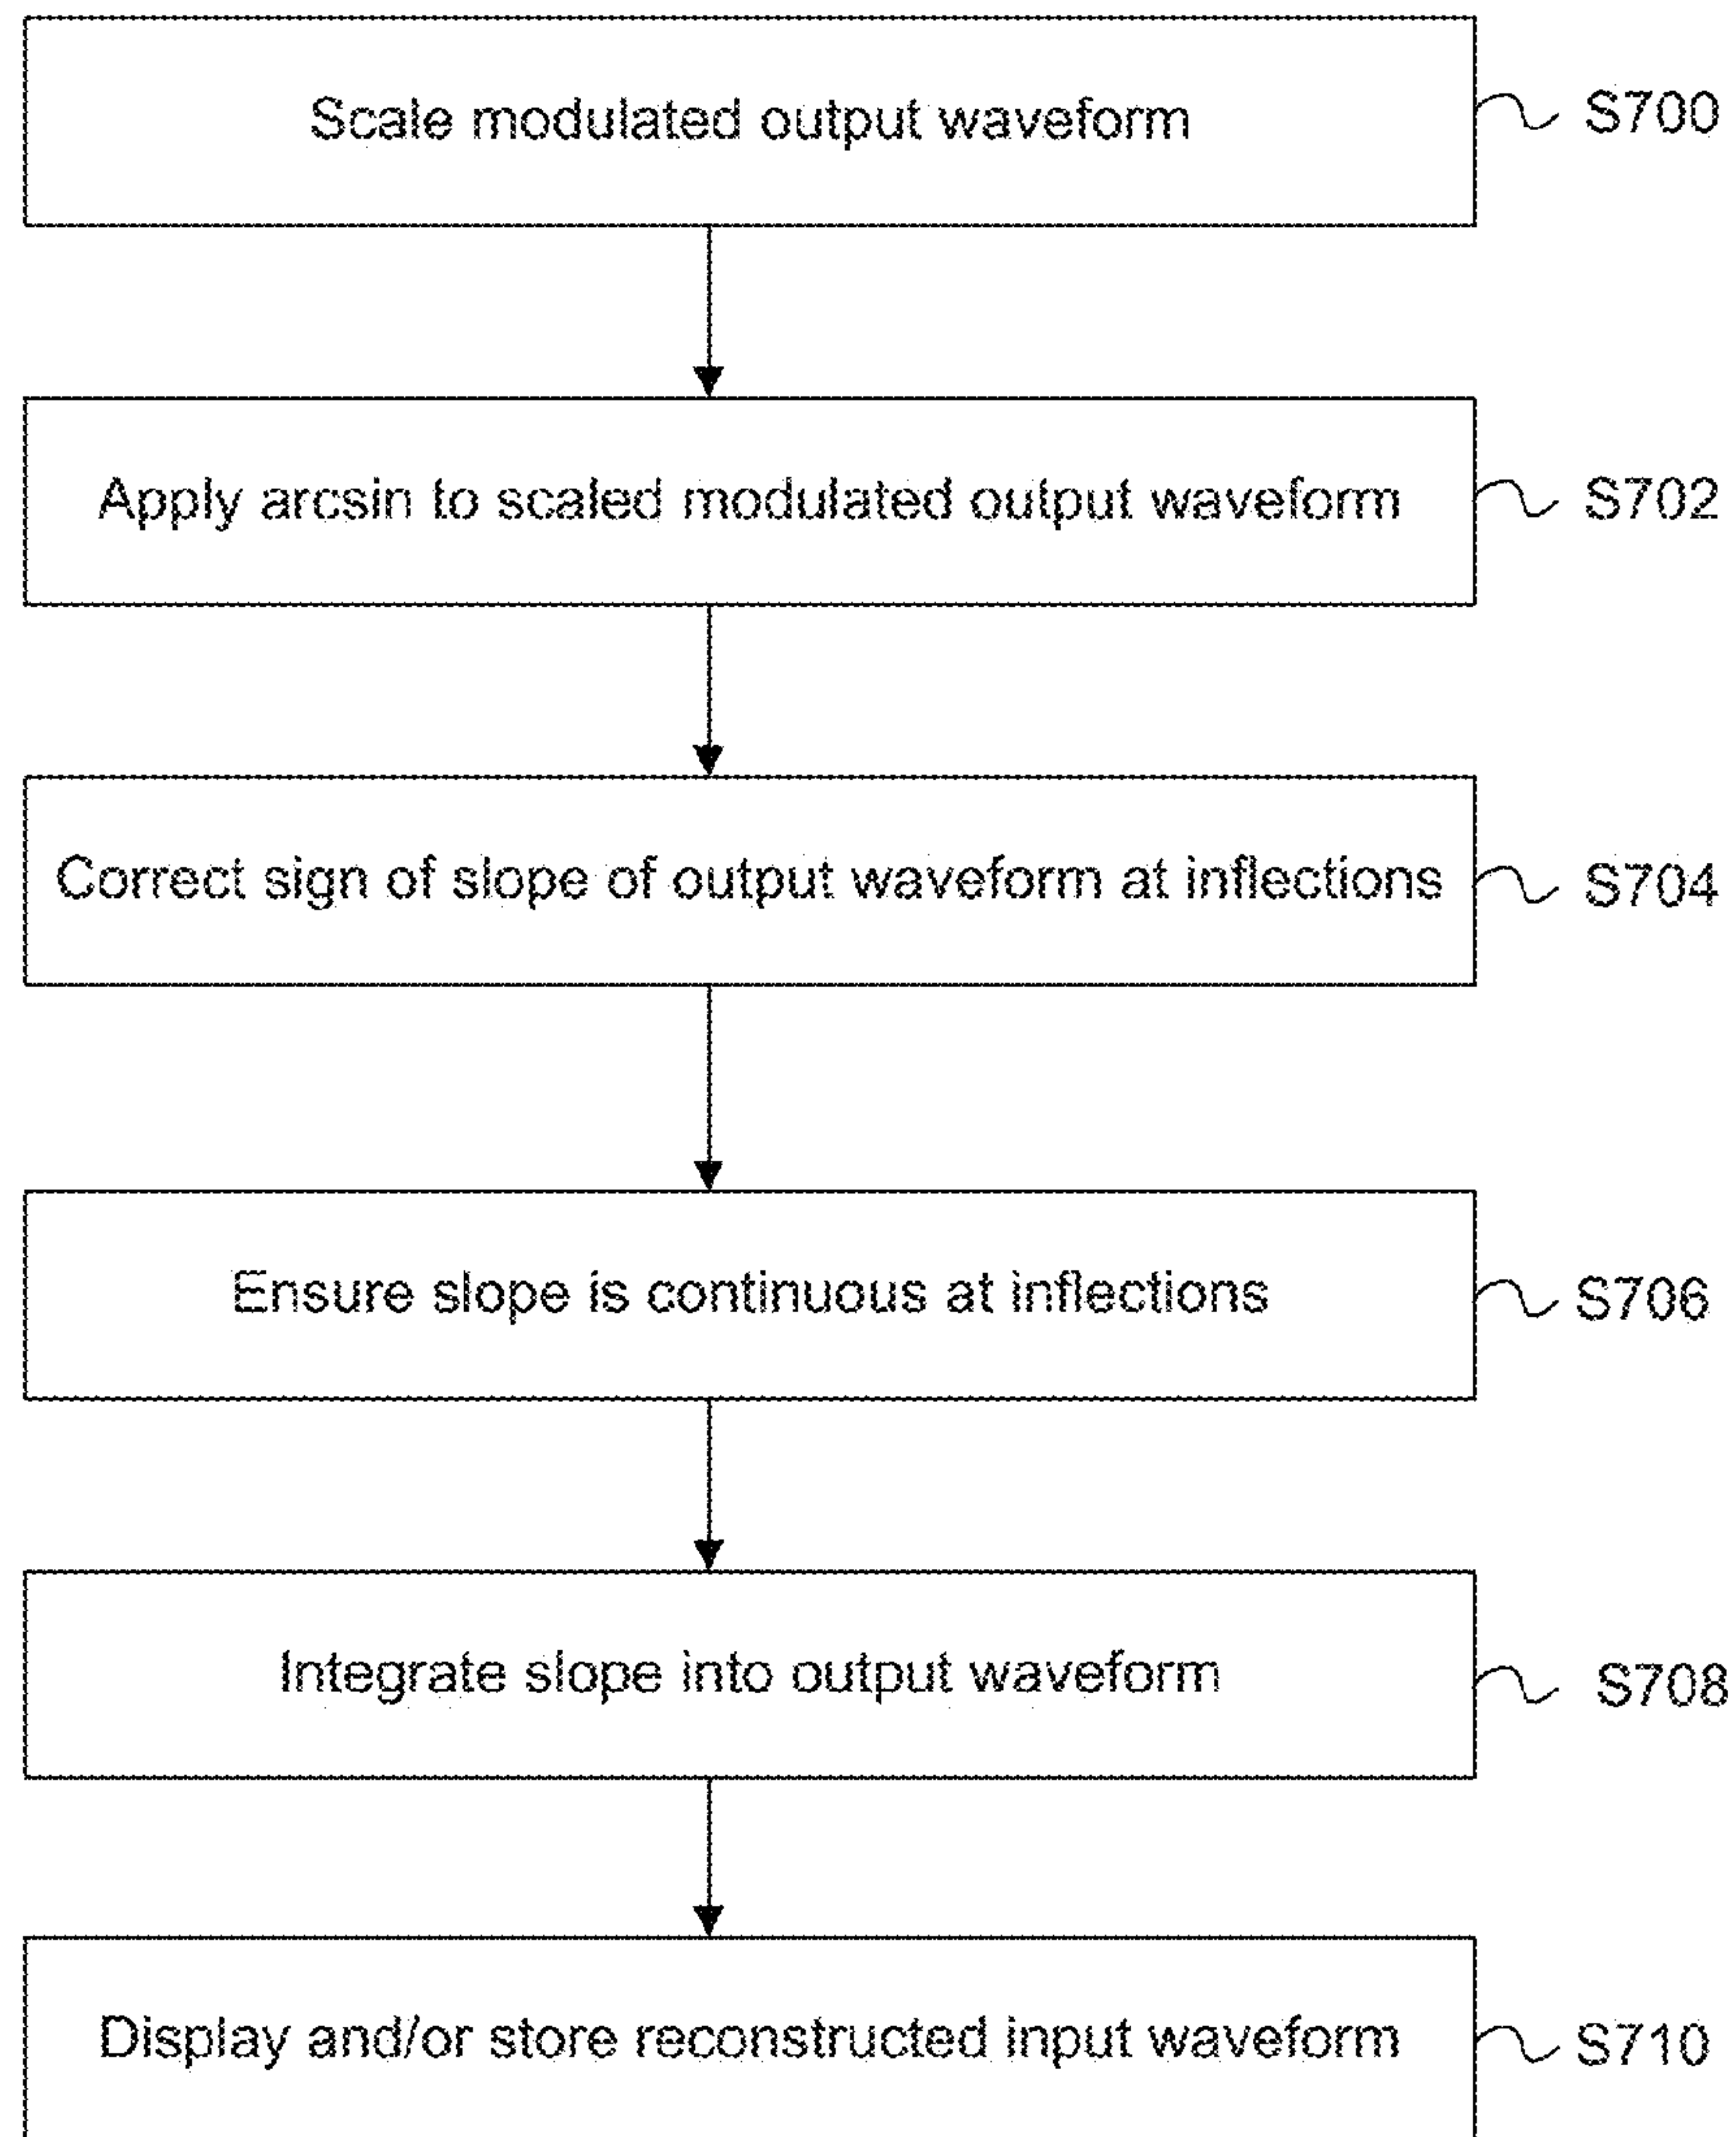 Scale modulated output waveform
S700
Apply arcsin to scaled modulated output waveform
S702
Correct sign of slope of output waveform at inflections
S704
Ensure slope is continuous at inflections
S706
Integrate slope into output waveform
S708
Display and/or store reconstructed input waveform
S710